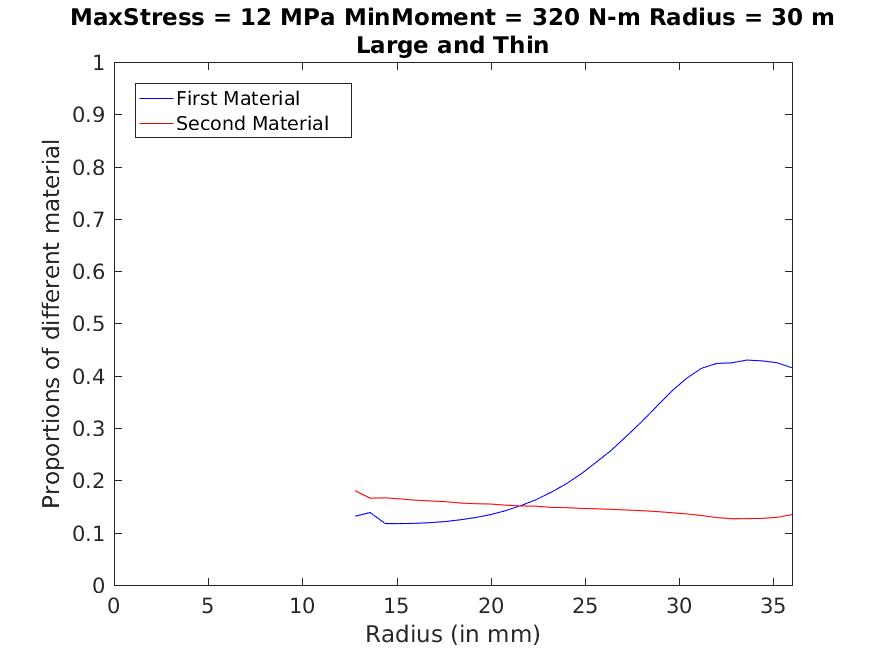 MaxStress = 12 MPa MinMoment = 320 N-m Radius = 30 m
Large and Thin
1
First Material
0.9
Second Material
0.8
0.7
0.6
0.5
0.4
0.3
0.2
0.1
0
Proportions of different material
0 5 10 15 20 25 30 35
Radius (in mm)